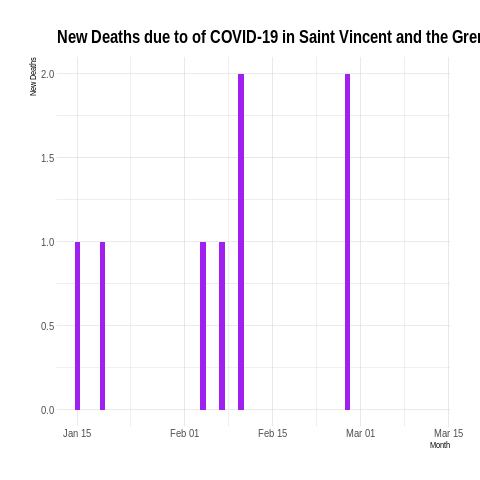 New Deaths due to of COVID-19 in Saint Vincent and the Gren
New Deaths
2.0
1.5
1.0
0.5
0.0
Jan 15
Feb 01
Feb 15
Mar 01
Mar 15
Month